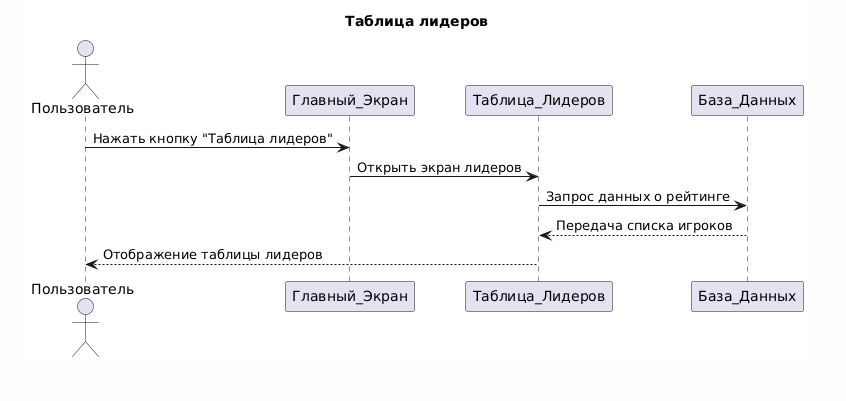 Таблица лидеров
Пользователь
Главный_Экран
Таблица_Лидеров
База_Данных
Нажать кнопку "Таблица лидеров"
Открыть экран лидеров
Запрос данных о рейтинге
Передача списка игроков
Отображение таблицы лидеров
Пользователь
Главный_Экран
Таблица_Лидеров
База_Данных